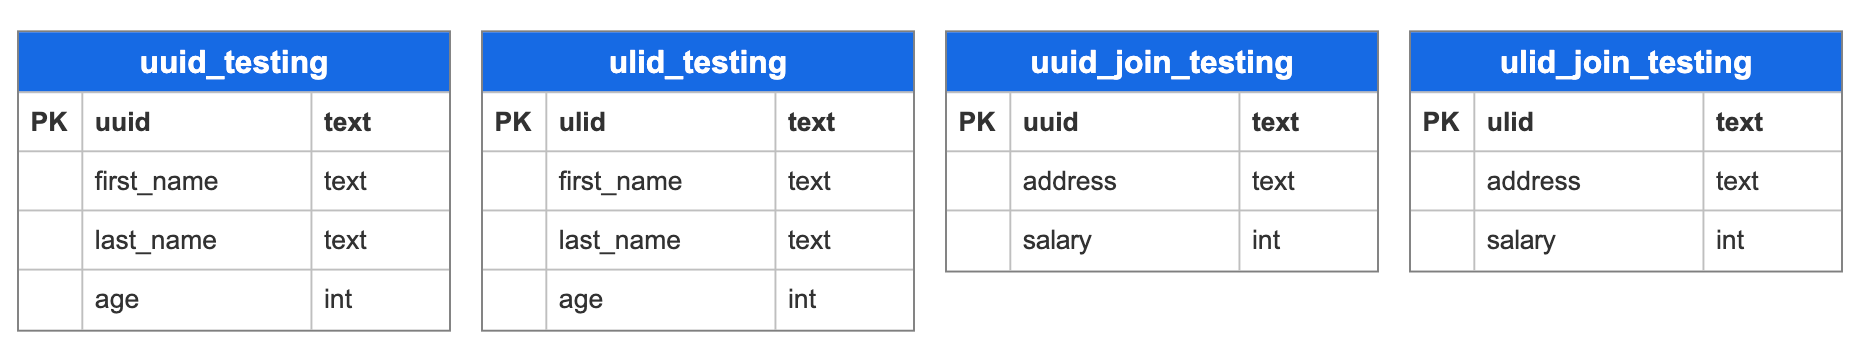 uuid_testing
PK uuid text
first_name text
last_name text
age int
ulid_testing
PK ulid text
first_name text
last_name text
age int
uuid_join_testing
PK uuid text
address text
salary int
ulid_join_testing
PK ulid text
address text
salary int